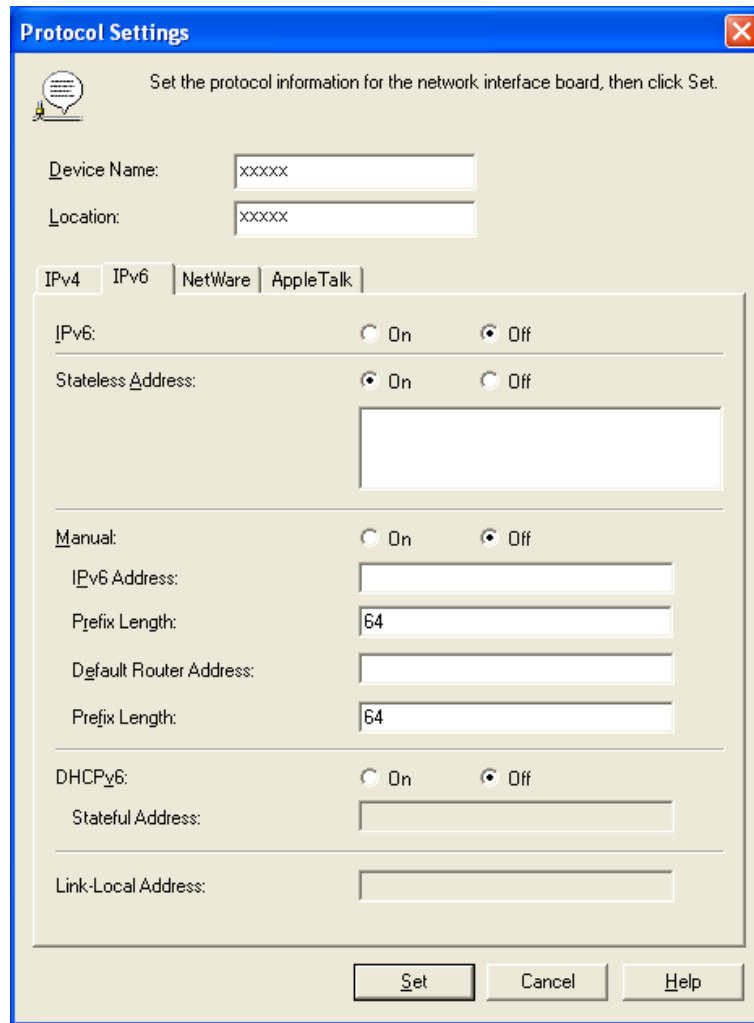 Protocol Settings
Set the protocol information for the network interface board, then click Set.
Device Name: xxxxx
Location: xxxxx
IPv4 IPv6 NetWare AppleTalk
IPv6: On Off
Stateless Address: On Off
Manual: On Off
IPv6 Address:
Prefix Length: 64
Default Router Address:
Prefix Length: 64
DHCPv6: On Off
Stateful Address:
Link-Local Address:
Set Cancel Help